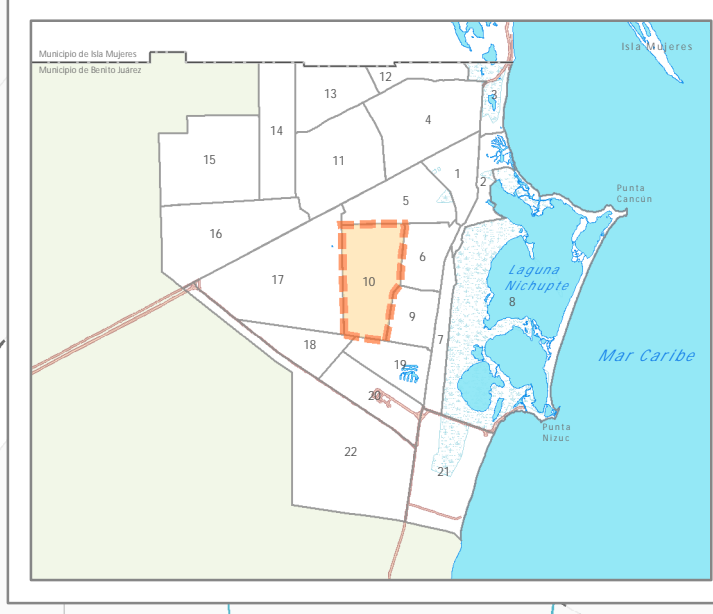 Isla Mujeres
Municipio de Isla Mujeres
Municipio de Benito Juárez
12
13
3
4
14
11
15
1
2
Punta
Cancún
5
16
6
Laguna
Nichupte
17
10
8
9
7
18
Mar Caribe
19
20
Punta
Nizuc
22
21